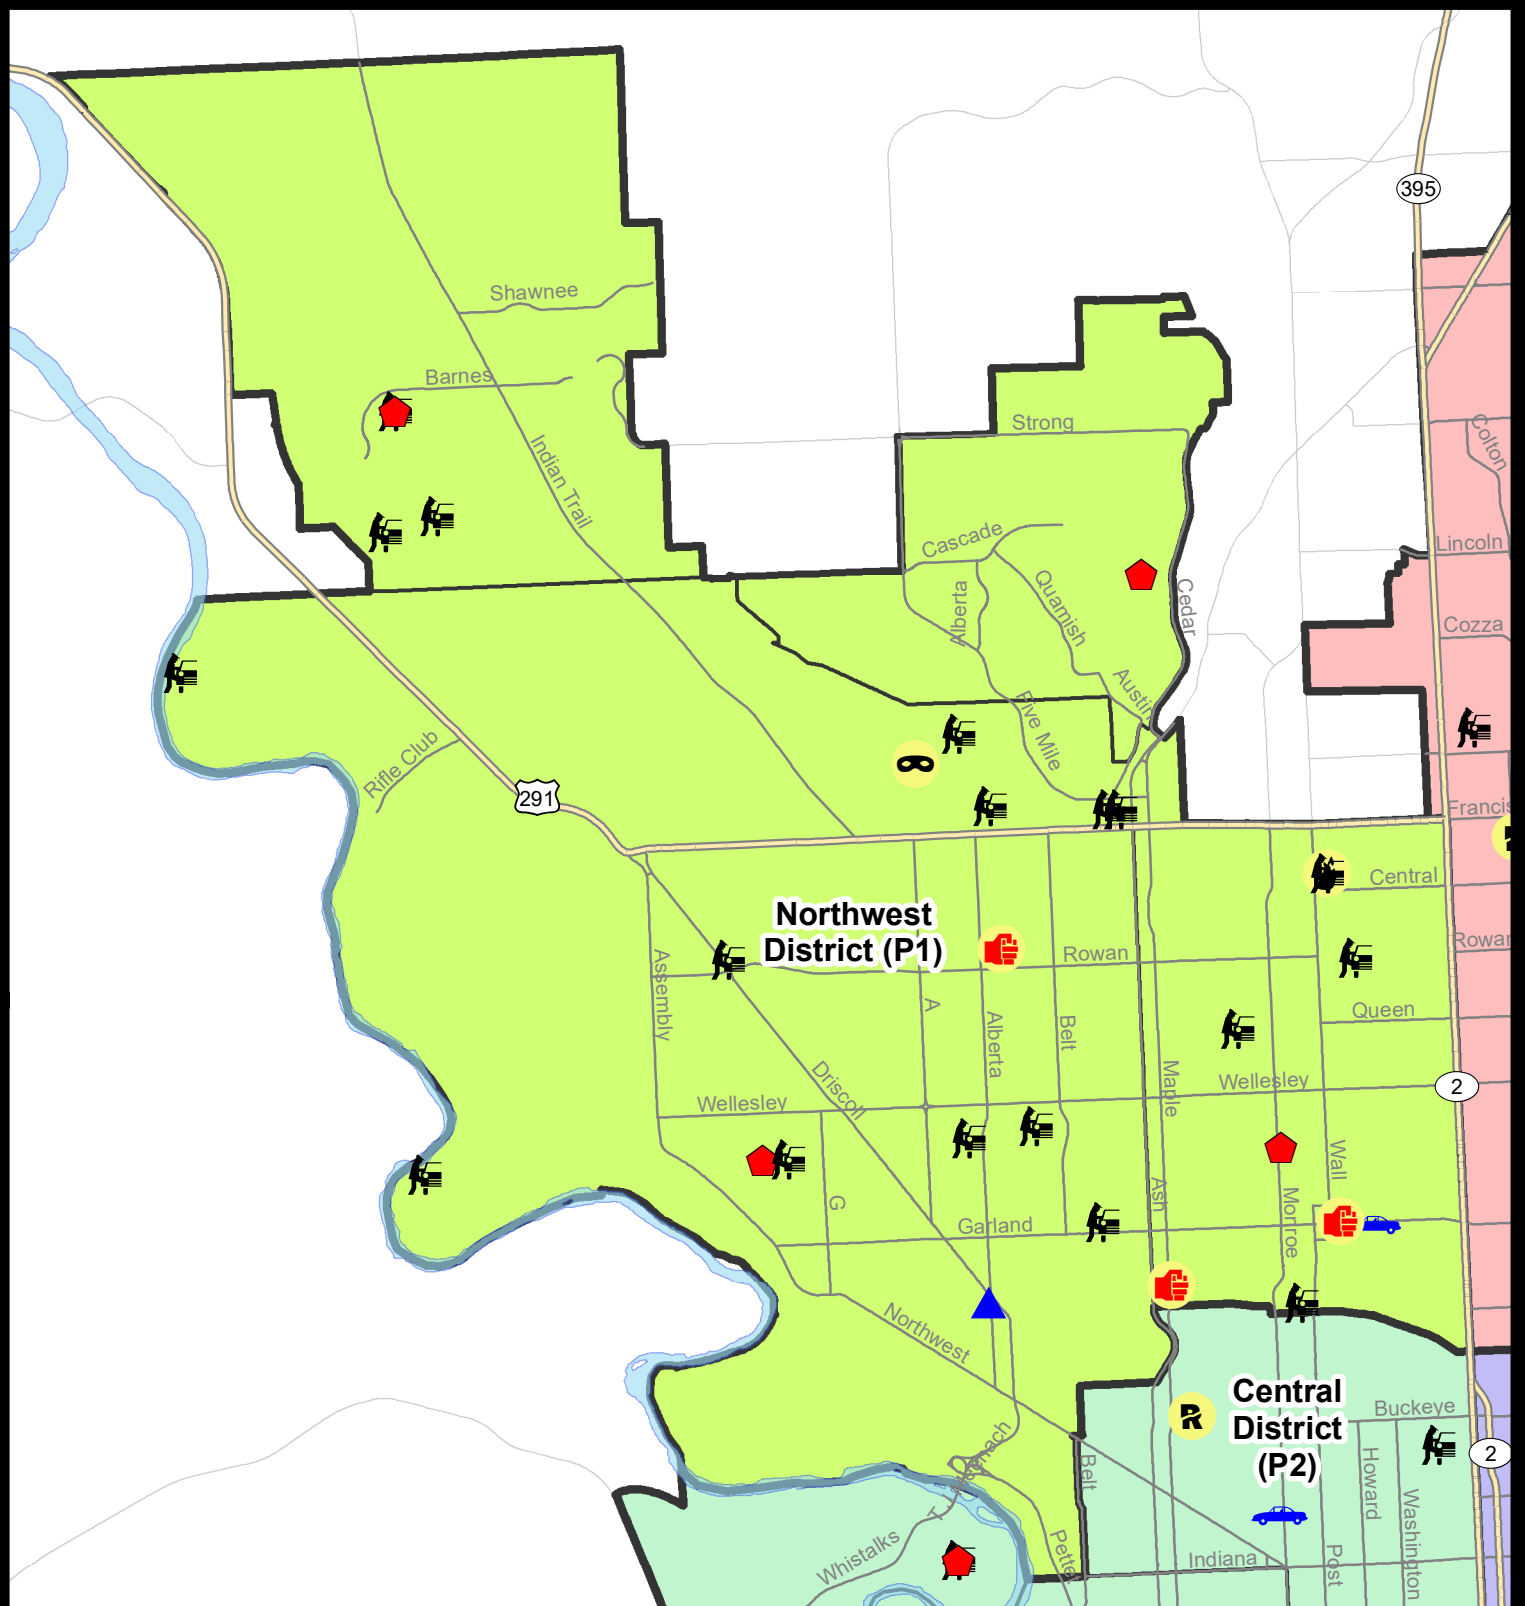 395
Shawnee
Barnes
Indian Trail
Strong
Colton
Cascade
Lincoln
Alberta
Quamish
Cedar
Cozza
Austin
Five Mile
Rifle Club
291
Francis
Central
Northwest
District (P1)
Rowan
Rowan
Assembly
A
Alberta
Belt
Queen
Driscoll
Maple
Wellesley
Wellesley
2
Wall
G
Ash
Monroe
Garland
Northwest
Central
District
(P2)
Buckeye
2
Belt
Howard
Washington
Whistalks
Pettet
Indiana
Post